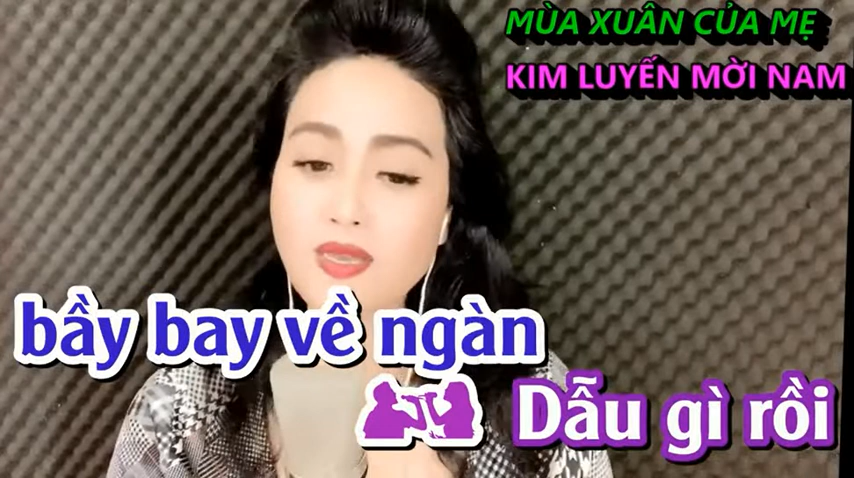 MÙA XUÂN CỦA MẸ
KIM LUYẾN MỜI NAM
bầy bay về ngàn
Dẫu gì rồi